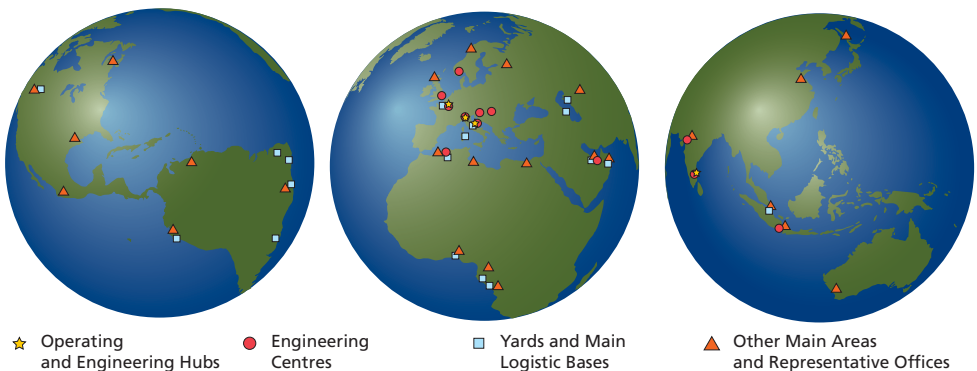 Operating
and Engineering Hubs
Engineering
Centres
Yards and Main
Logistic Bases
Other Main Areas
and Representative Offices